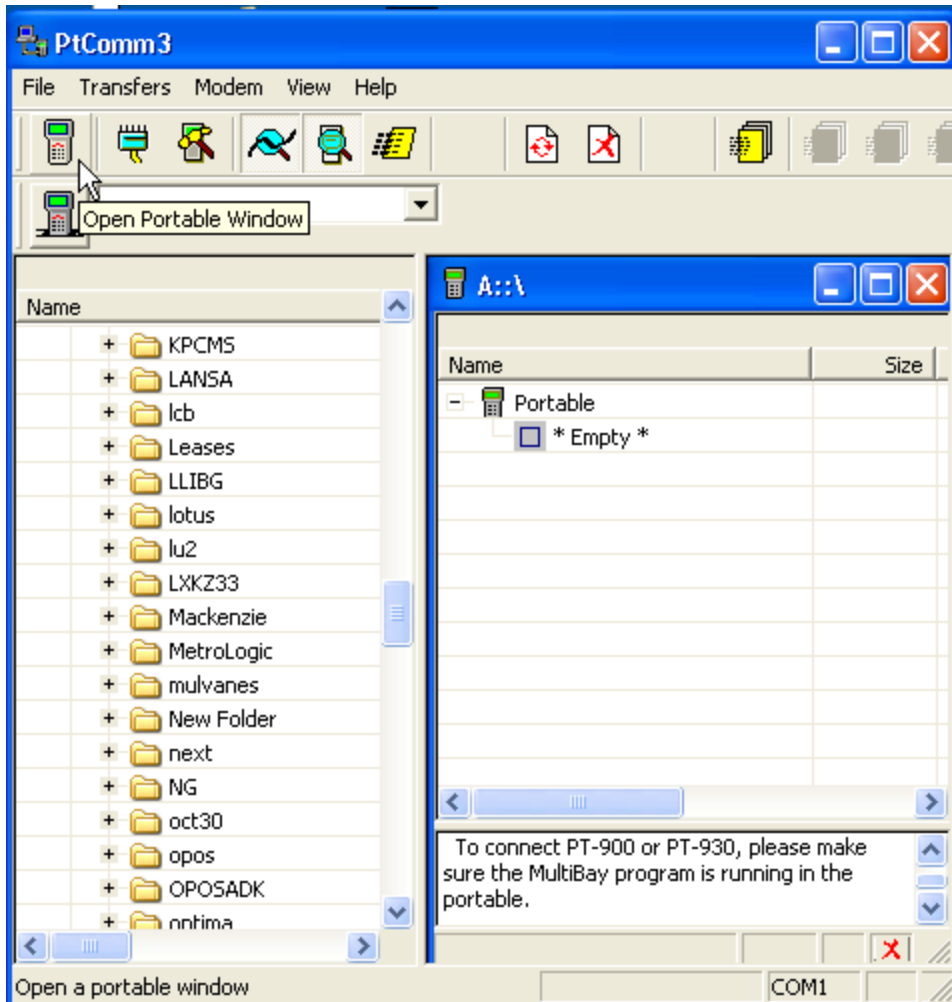 PtComm3
File Transfers Modem View Help
Open Portable Window
Name
KPCMS
LANSA
lcb
Leases
LLIBG
lotus
lu2
LXKZ33
Mackenzie
MetroLogic
mulvanes
New Folder
next
NG
oct30
opos
OPOSADK
optima
A::\
Name Size
Portable
* Empty *
To connect PT-900 or PT-930, please make
sure the MultiBay program is running in the
portable.
Open a portable window
COM1